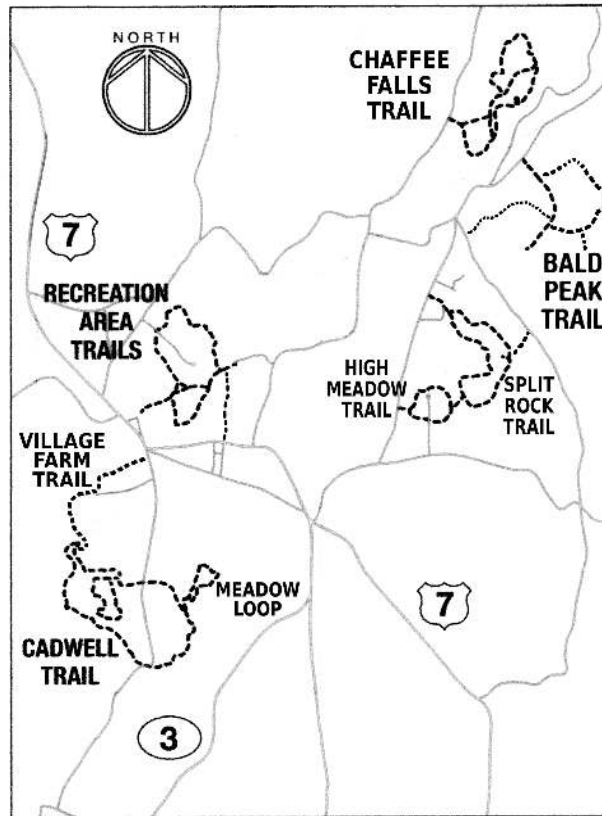 NORTH
CHAFFEE
FALLS
TRAIL
7
BALD
PEAK
TRAIL
RECREATION
AREA
TRAILS
HIGH
MEADOW
TRAIL
SPLIT
ROCK
TRAIL
VILLAGE
FARM
TRAIL
MEADOW
LOOP
7
CADWELL
TRAIL
3